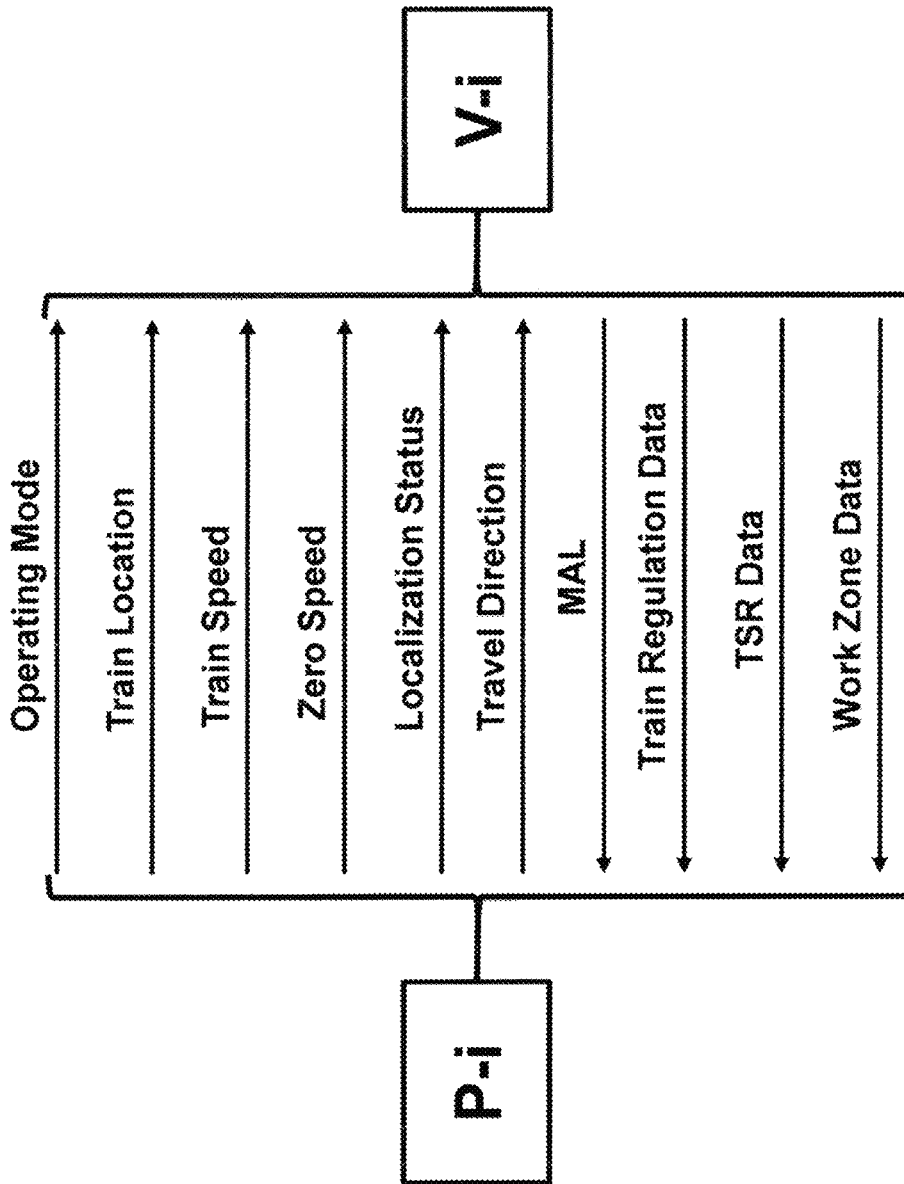 Operating Mode
Train Location
Train Speed
Zero Speed
Localization Status
Travel Direction
MAL
Train Regulation Data
TSR Data
Work Zone Data
P-i
V-i